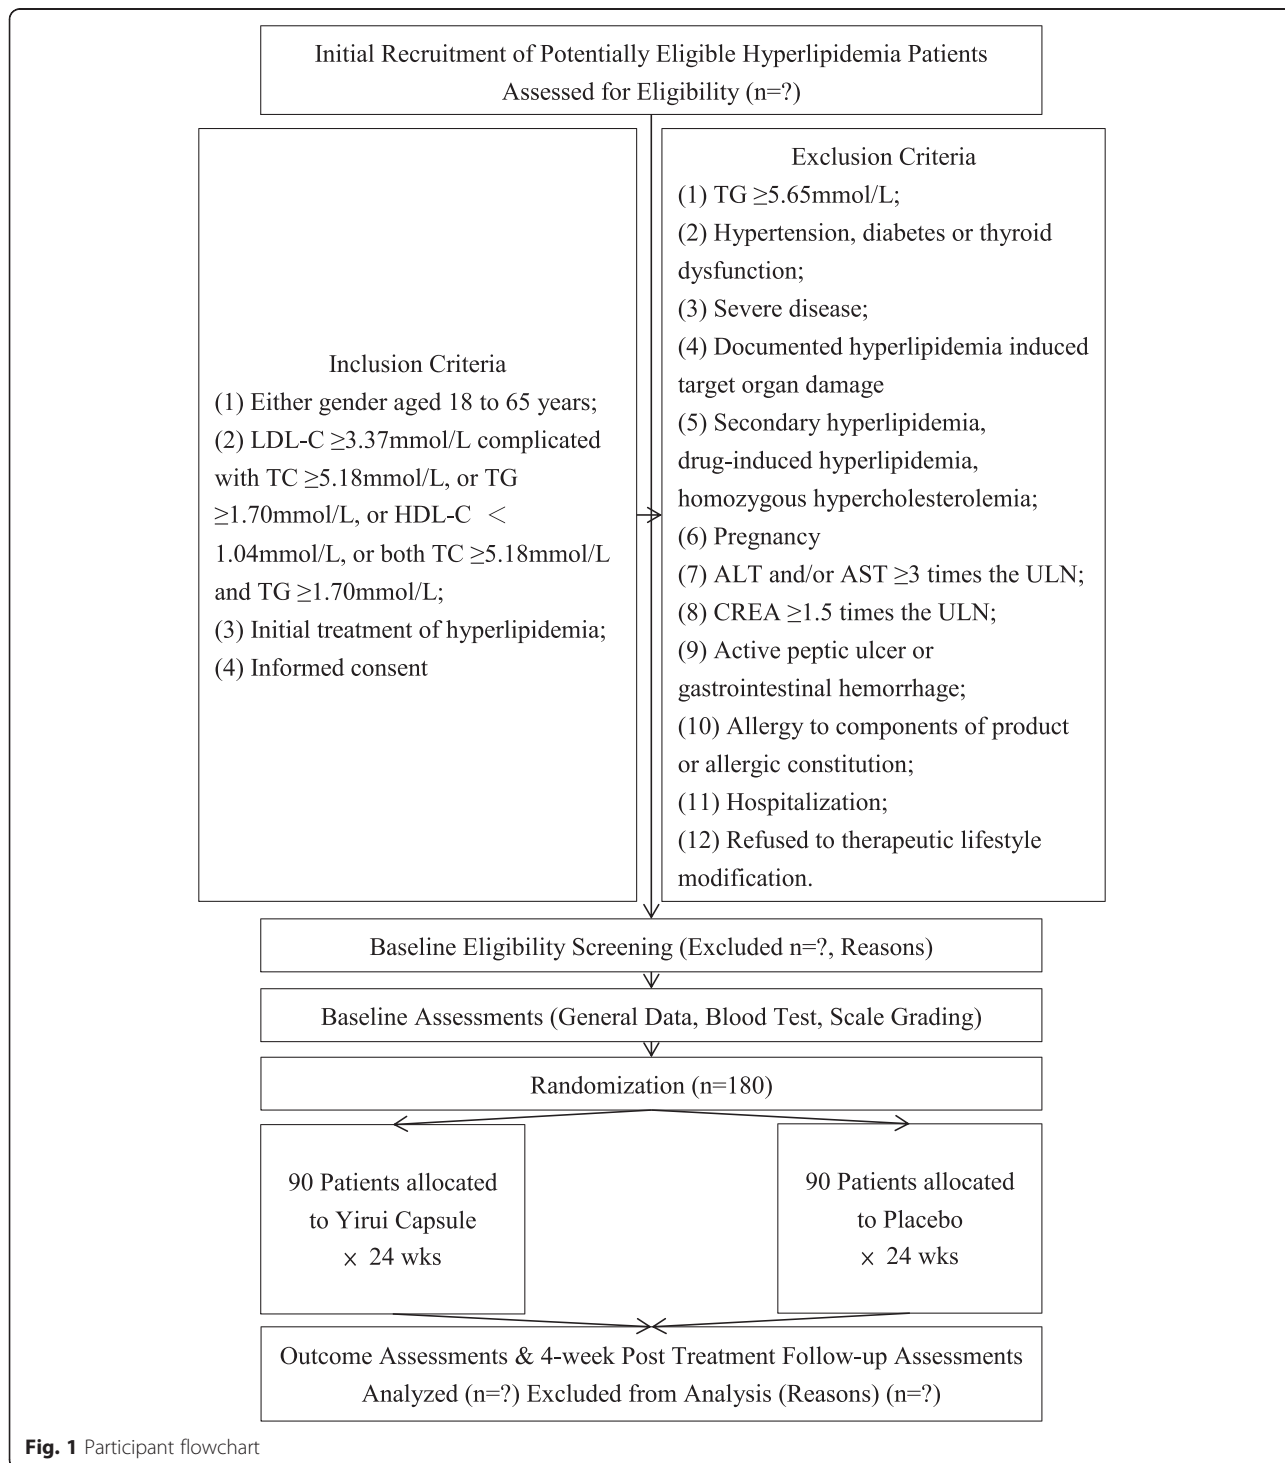 Initial Recruitment of Potentially Eligible Hyperlipidemia Patients
Assessed for Eligibility (n=?)
Inclusion Criteria
(1) Either gender aged 18 to 65 years;
(2) LDL-C ≥3.37mmol/L complicated
with TC ≥5.18mmol/L, or TG
≥1.70mmol/L, or HDL-C <
1.04mmol/L, or both TC ≥5.18mmol/L
and TG ≥1.70mmol/L;
(3) Initial treatment of hyperlipidemia;
(4) Informed consent
Exclusion Criteria
(1) TG ≥5.65mmol/L;
(2) Hypertension, diabetes or thyroid
dysfunction;
(3) Severe disease;
(4) Documented hyperlipidemia induced
target organ damage
(5) Secondary hyperlipidemia,
drug-induced hyperlipidemia,
homozygous hypercholesterolemia;
(6) Pregnancy
(7) ALT and/or AST ≥3 times the ULN;
(8) CREA ≥1.5 times the ULN;
(9) Active peptic ulcer or
gastrointestinal hemorrhage;
(10) Allergy to components of product
or allergic constitution;
(11) Hospitalization;
(12) Refused to therapeutic lifestyle
modification.
Baseline Eligibility Screening (Excluded n=?, Reasons)
Baseline Assessments (General Data, Blood Test, Scale Grading)
Randomization (n=180)
90 Patients allocated
to Yirui Capsule
× 24 wks
90 Patients allocated
to Placebo
× 24 wks
Outcome Assessments & 4-week Post Treatment Follow-up Assessments
Analyzed (n=?) Excluded from Analysis (Reasons) (n=?)
Fig. 1 Participant flowchart